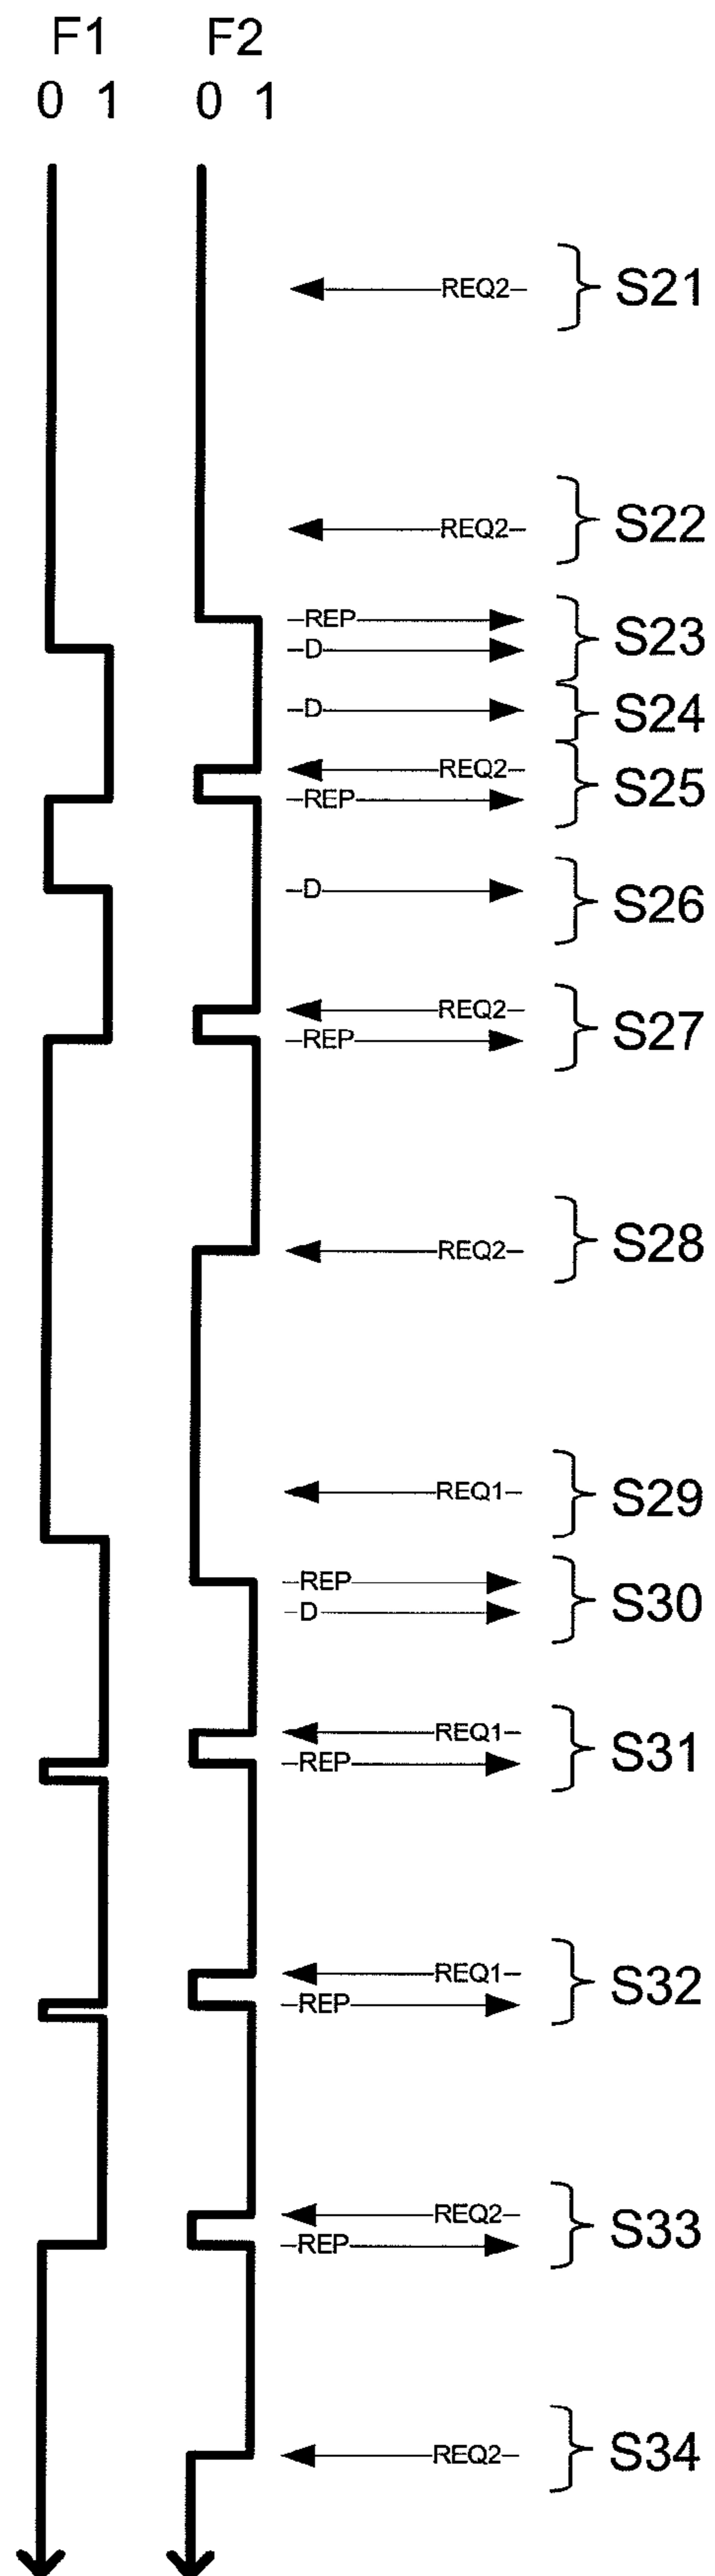 F1 F2
0 1 0 1
REQ2 S21
REQ2 S22
REP
D
S23
D S24
REQ2
REP
S25
D S26
REQ2
REP
S27
REQ2 S28
REQ1 S29
REP
D
S30
REQ1
REP
S31
REQ1
REP
S32
REQ2
REP
S33
REQ2 S34